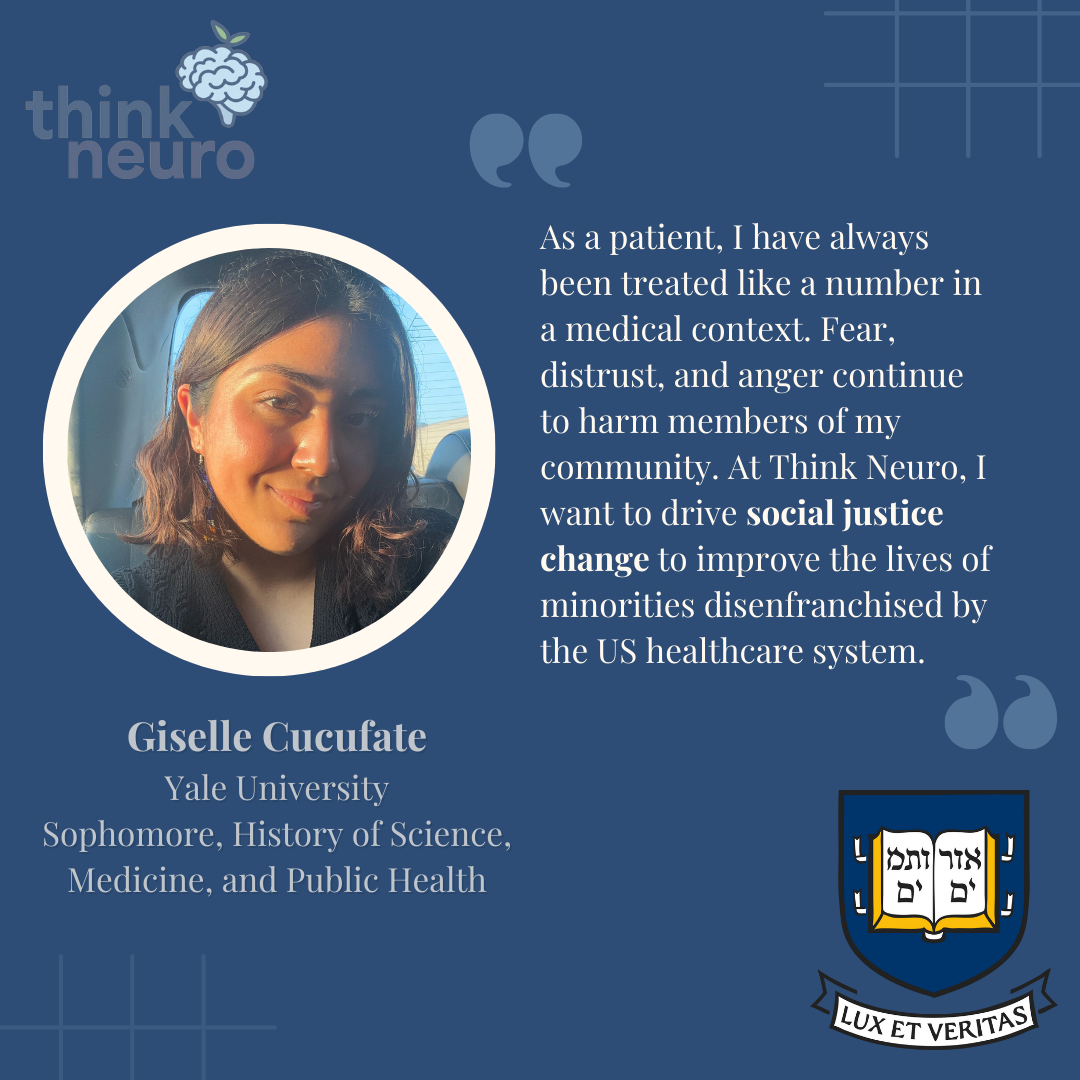 think
neuro
As a patient, I have always
been treated like a number in
a medical context. Fear,
distrust, and anger continue
to harm members of my
community. At Think Neuro, I
want to drive social justice
change to improve the lives of
minorities disenfranchised by
the US healthcare system.
Giselle Cucufate
Yale University
Sophomore, History of Science,
Medicine, and Public Health
אור
ים
ותמ
ים
LUX ET VERITAS